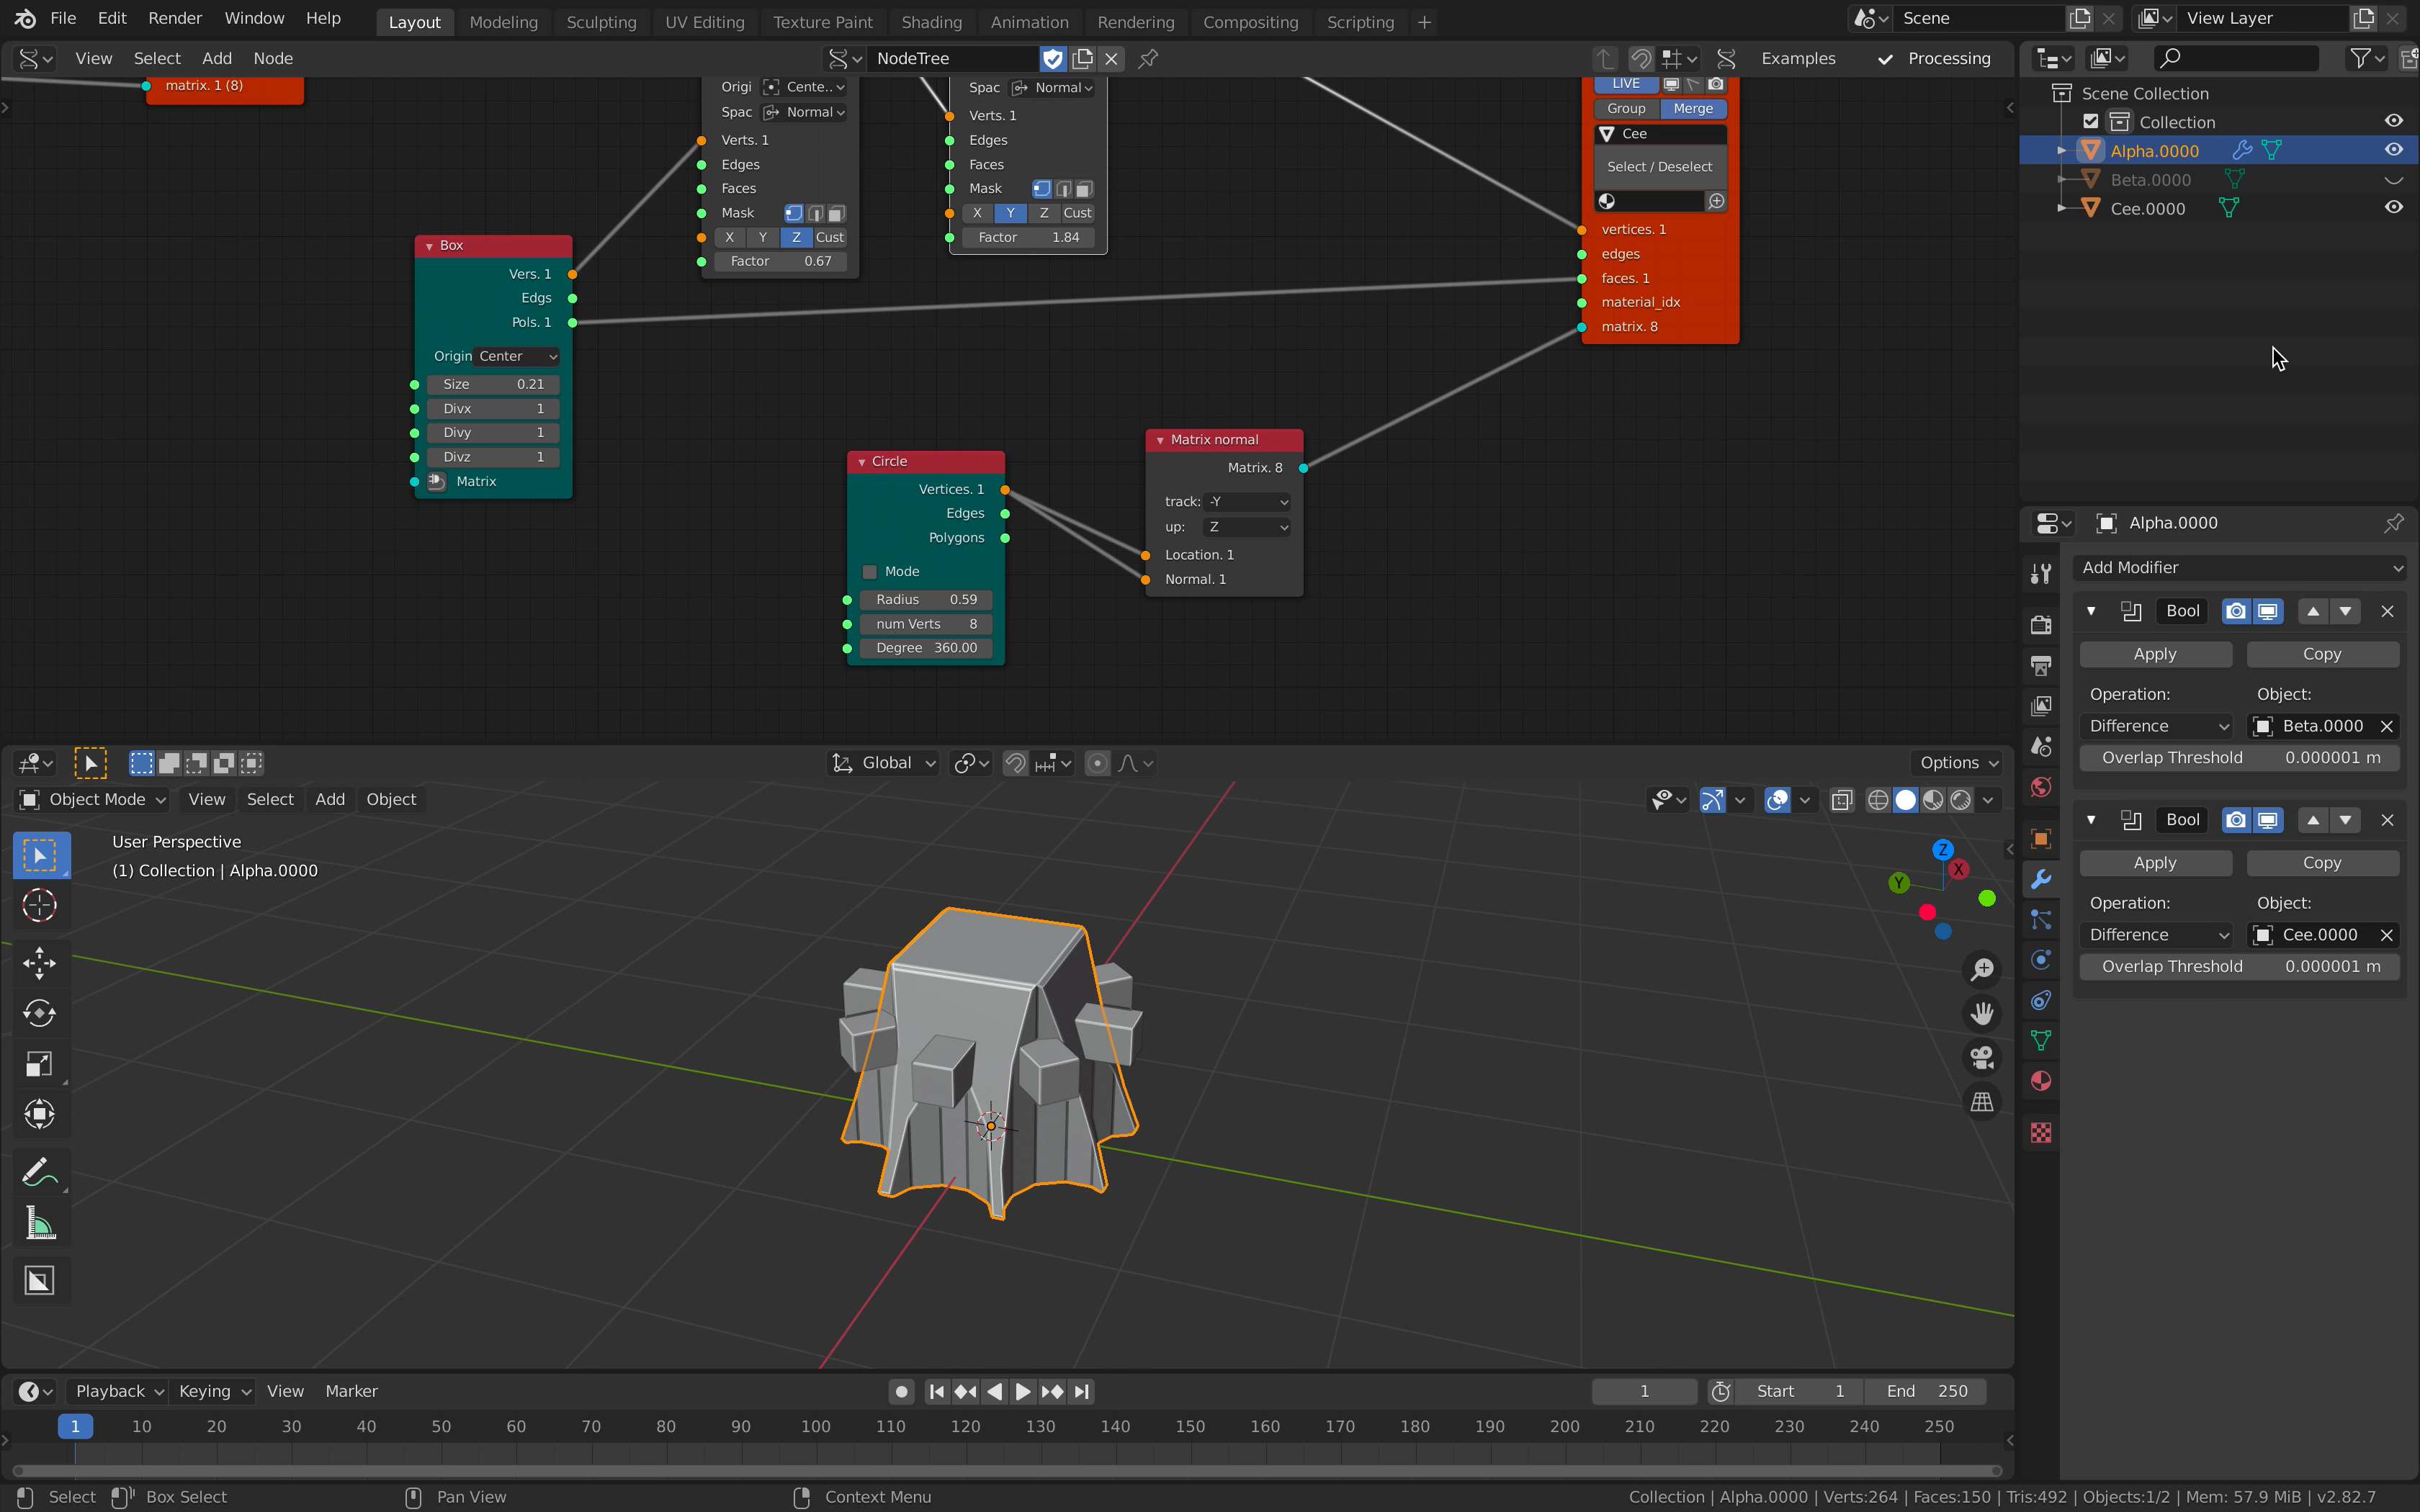 File Edit Render Window Help Layout Modeling Sculpting UV Editing Texture Paint Shading Animation Rendering Compositing Scripting + Scene View Layer
View Select Add Node NodeTree Examples Processing
matrix. 1 (8)
Origi Cente..
Spac Normal
Verts. 1
Edges
Faces
Mask
X Y Z Cust
Factor 0.67
Spac Normal
Verts. 1
Edges
Faces
Mask
X Y Z Cust
Factor 1.84
LIVE
Group Merge
Cee
Select / Deselect
vertices. 1
edges
faces. 1
material_idx
matrix. 8
Box
Vers. 1
Edgs
Pols. 1
Origin Center
Size 0.21
Divx 1
Divy 1
Divz 1
Matrix
Circle
Vertices. 1
Edges
Polygons
Mode
Radius 0.59
num Verts 8
Degree 360.00
Matrix normal
Matrix. 8
track: -Y
up: Z
Location. 1
Normal. 1
Scene Collection
Collection
Alpha.0000
Beta.0000
Cee.0000
Alpha.0000
Add Modifier
Bool
Apply Copy
Operation: Object:
Difference Beta.0000
Overlap Threshold 0.000001 m
Bool
Apply Copy
Operation: Object:
Difference Cee.0000
Overlap Threshold 0.000001 m
Global Options
Object Mode View Select Add Object
User Perspective
(1) Collection | Alpha.0000
Z
X
Y
Playback Keying View Marker 1 Start 1 End 250
1 10 20 30 40 50 60 70 80 90 100 110 120 130 140 150 160 170 180 190 200 210 220 230 240 250
Select Box Select Pan View Context Menu Collection | Alpha.0000 | Verts:264 | Faces:150 | Tris:492 | Objects:1/2 | Mem: 57.9 MiB | v2.82.7